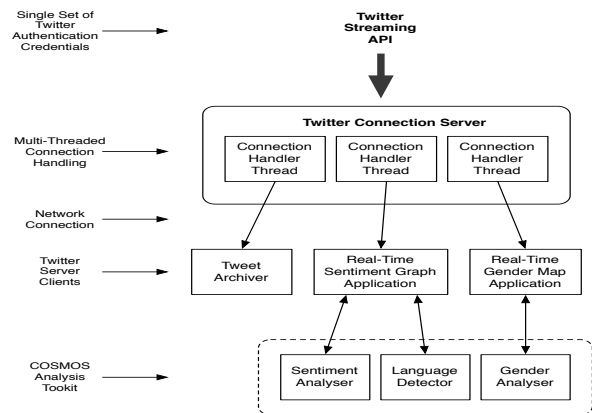 Single Set of
Twitter
Authentication
Credentials
Twitter
Streaming
API
Twitter Connection Server
Multi-Threaded
Connection
Handling
Connection
Handler
Thread
Connection
Handler
Thread
Connection
Handler
Thread
Network
Connection
Twitter
Server
Clients
Tweet
Archiver
Real-Time
Sentiment Graph
Application
Real-Time
Gender Map
Application
COSMOS
Analysis
Tookit
Sentiment
Analyser
Language
Detector
Gender
Analyser